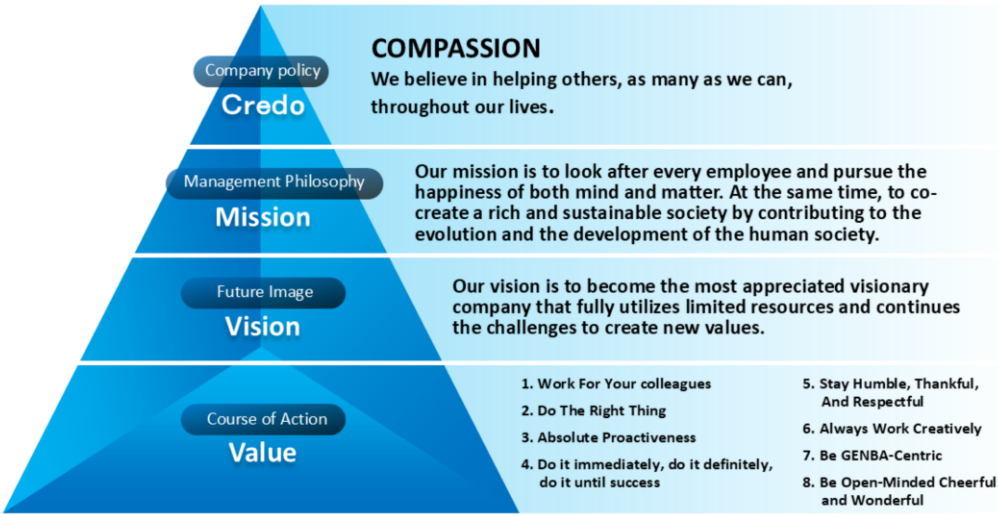 Company policy
Credo
COMPASSION
We believe in helping others, as many as we can,
throughout our lives.
Management Philosophy
Mission
Our mission is to look after every employee and pursue the
happiness of both mind and matter. At the same time, to co-
create a rich and sustainable society by contributing to the
evolution and the development of the human society.
Future Image
Vision
Our vision is to become the most appreciated visionary
company that fully utilizes limited resources and continues
the challenges to create new values.
Course of Action
Value
1. Work For Your colleagues
2. Do The Right Thing
3. Absolute Proactiveness
4. Do it immediately, do it definitely,
do it until success
5. Stay Humble, Thankful,
And Respectful
6. Always Work Creatively
7. Be GENBA-Centric
8. Be Open-Minded Cheerful
and Wonderful